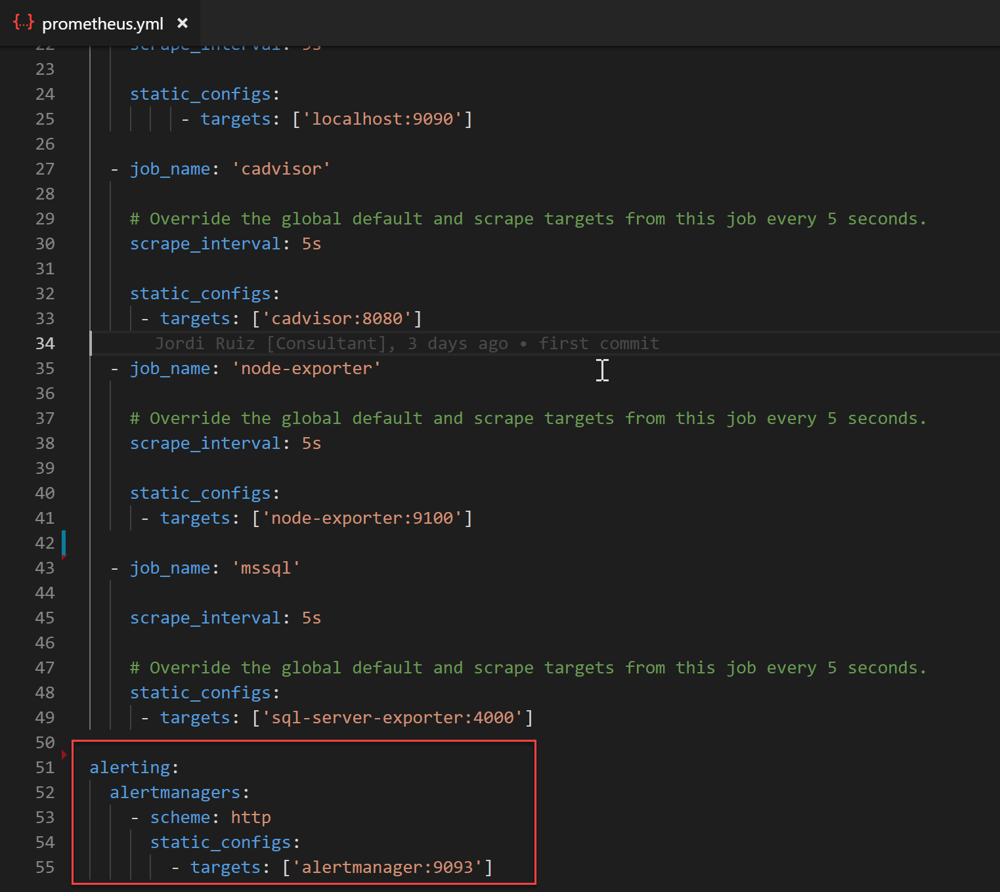 {...} prometheus.yml ×
22 scrape_interval: 5s
23
24 static_configs:
25 - targets: ['localhost:9090']
26
27 - job_name: 'cadvisor'
28
29 # Override the global default and scrape targets from this job every 5 seconds.
30 scrape_interval: 5s
31
32 static_configs:
33 - targets: ['cadvisor:8080']
34 Jordi Ruiz [Consultant], 3 days ago • first commit
35 - job_name: 'node-exporter'
36
37 # Override the global default and scrape targets from this job every 5 seconds.
38 scrape_interval: 5s
39
40 static_configs:
41 - targets: ['node-exporter:9100']
42
43 - job_name: 'mssql'
44
45 scrape_interval: 5s
46
47 # Override the global default and scrape targets from this job every 5 seconds.
48 static_configs:
49 - targets: ['sql-server-exporter:4000']
50
51 alerting:
52 alertmanagers:
53 - scheme: http
54 static_configs:
55 - targets: ['alertmanager:9093']